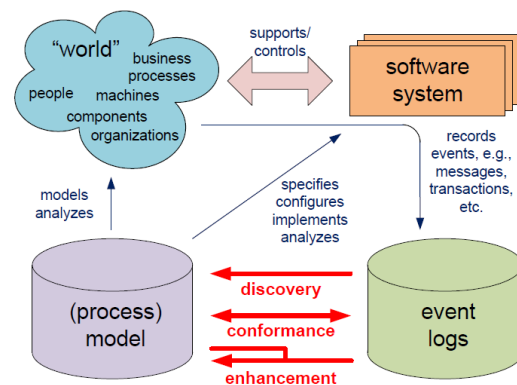 “world”
business
processes
people
machines
components
organizations
supports/
controls
software
system
models
analyzes
specifies
configures
implements
analyzes
records
events, e.g.,
messages,
transactions,
etc.
(process)
model
discovery
conformance
enhancement
event
logs